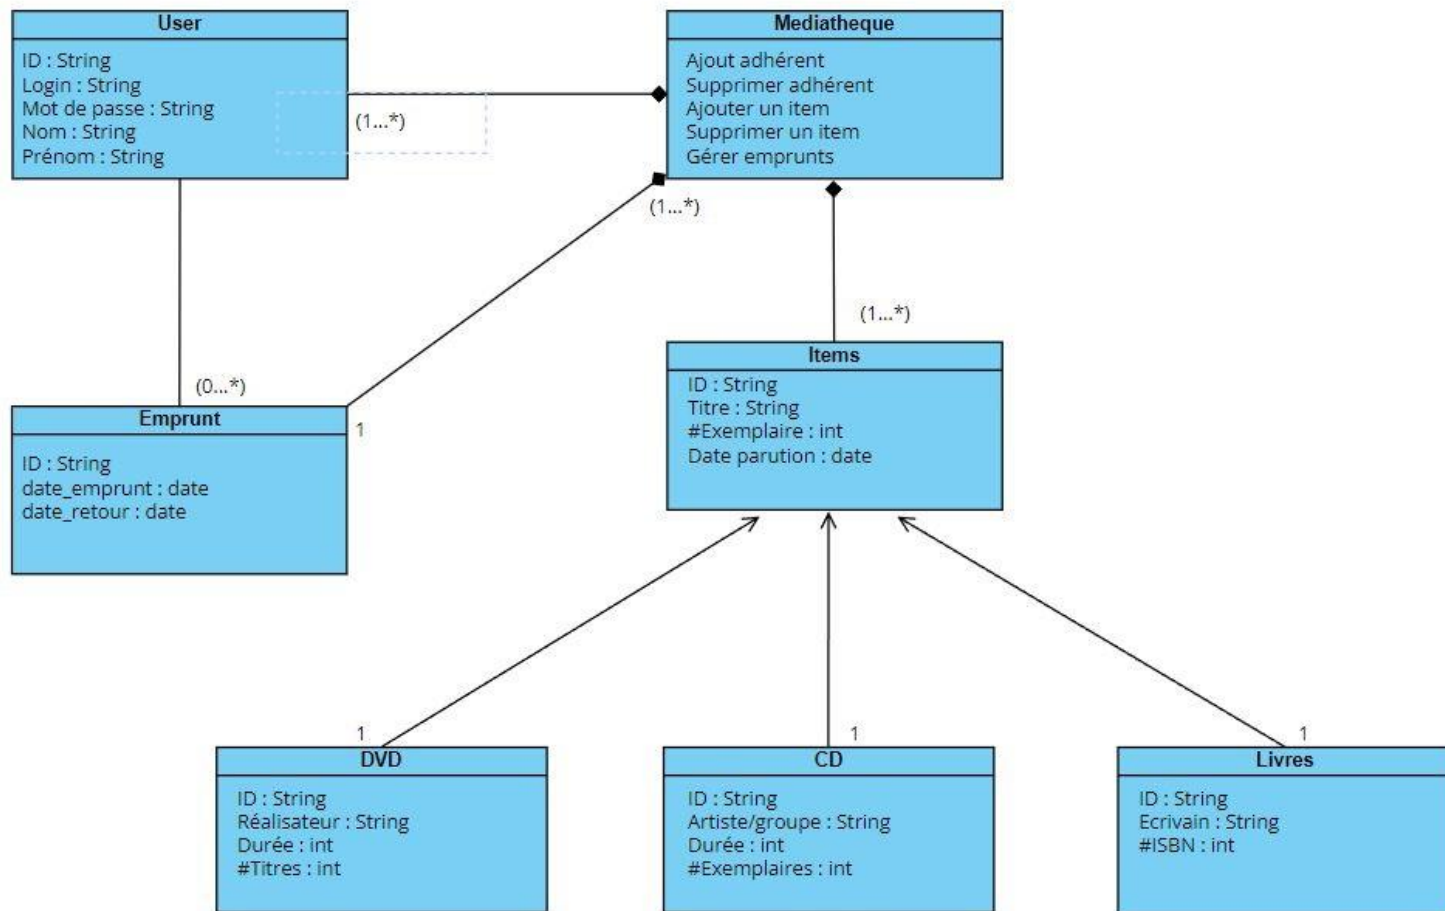 User
ID : String
Login : String
Mot de passe : String
Nom : String
Prénom : String
(1...*)
Mediatheque
Ajout adhérent
Supprimer adhérent
Ajouter un item
Supprimer un item
Gérer emprunts
(1...*)
(1...*)
(0...*)
1
Emprunt
ID : String
date_emprunt : date
date_retour : date
Items
ID : String
Titre : String
#Exemplaire : int
Date parution : date
1
DVD
ID : String
Réalisateur : String
Durée : int
#Titres : int
1
CD
ID : String
Artiste/groupe : String
Durée : int
#Exemplaires : int
1
Livres
ID : String
Ecrivain : String
#ISBN : int